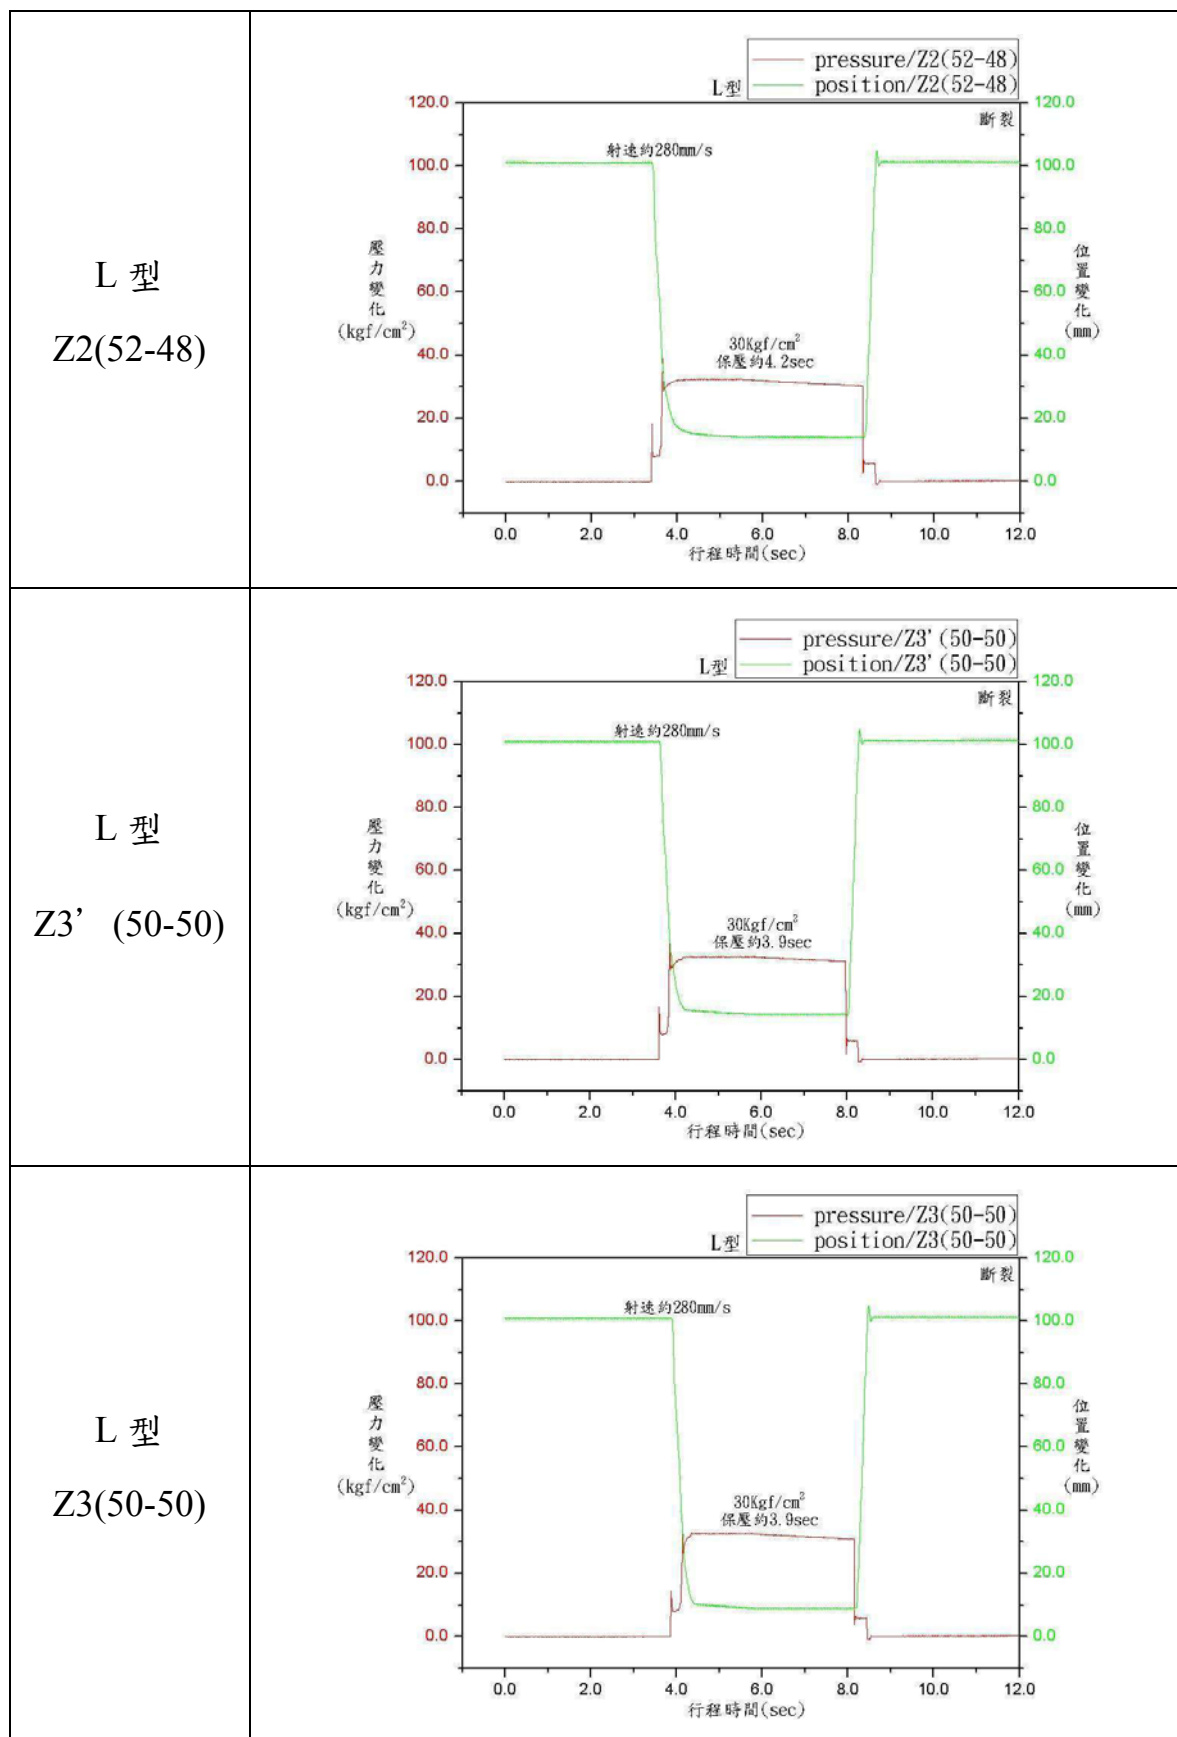 L 型
Z2(52-48)
pressure/Z2(52-48)
L型 position/Z2(52-48)
120.0 120.0
斷裂
射速約280mm/s
100.0 100.0
80.0 80.0
壓力變化 位置變化
60.0 60.0
(kgf/cm²) (mm)
40.0 40.0
30Kgf/cm²
保壓約4.2sec
20.0 20.0
0.0 0.0
0.0 2.0 4.0 6.0 8.0 10.0 12.0
行程時間(sec)
L 型
Z3’ (50-50)
pressure/Z3'(50-50)
L型 position/Z3'(50-50)
120.0 120.0
斷裂
射速約280mm/s
100.0 100.0
80.0 80.0
壓力變化 位置變化
60.0 60.0
(kgf/cm²) (mm)
40.0 40.0
30Kgf/cm²
保壓約3.9sec
20.0 20.0
0.0 0.0
0.0 2.0 4.0 6.0 8.0 10.0 12.0
行程時間(sec)
L 型
Z3(50-50)
pressure/Z3(50-50)
L型 position/Z3(50-50)
120.0 120.0
斷裂
射速約280mm/s
100.0 100.0
80.0 80.0
壓力變化 位置變化
60.0 60.0
(kgf/cm²) (mm)
40.0 40.0
30Kgf/cm²
保壓約3.9sec
20.0 20.0
0.0 0.0
0.0 2.0 4.0 6.0 8.0 10.0 12.0
行程時間(sec)